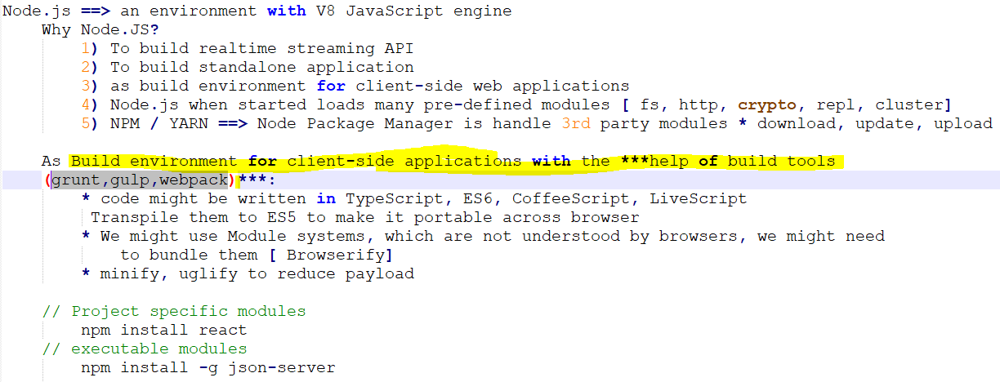 Node.js ==> an environment with V8 JavaScript engine
Why Node.JS?
1) To build realtime streaming API
2) To build standalone application
3) as build environment for client-side web applications
4) Node.js when started loads many pre-defined modules [ fs, http, crypto, repl, cluster]
5) NPM / YARN ==> Node Package Manager is handle 3rd party modules * download, update, upload
As Build environment for client-side applications with the ***help of build tools
(grunt,gulp,webpack)***:
* code might be written in TypeScript, ES6, CoffeeScript, LiveScript
Transpile them to ES5 to make it portable across browser
* We might use Module systems, which are not understood by browsers, we might need
to bundle them [ Browserify]
* minify, uglify to reduce payload
// Project specific modules
npm install react
// executable modules
npm install -g json-server